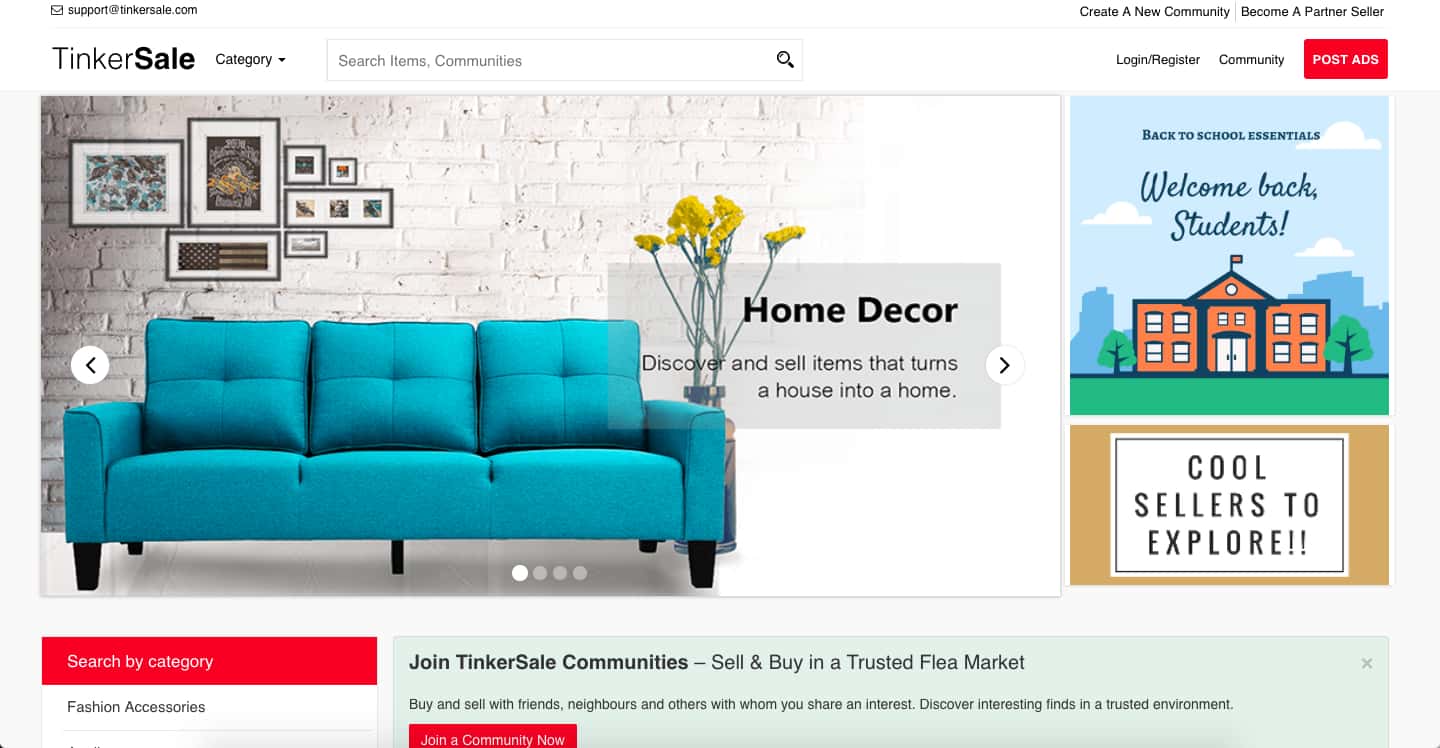 support@tinkersale.com
Create A New Community
Become A Partner Seller
TinkerSale
Category
Search Items, Communities
Login/Register
Community
POST ADS
Home Decor
Discover and sell items that turns
a house into a home.
BACK TO SCHOOL ESSENTIALS
Welcome back,
Students!
COOL
SELLERS TO
EXPLORE!!
Search by category
Fashion Accessories
Join TinkerSale Communities – Sell & Buy in a Trusted Flea Market
×
Buy and sell with friends, neighbours and others with whom you share an interest. Discover interesting finds in a trusted environment.
Join a Community Now